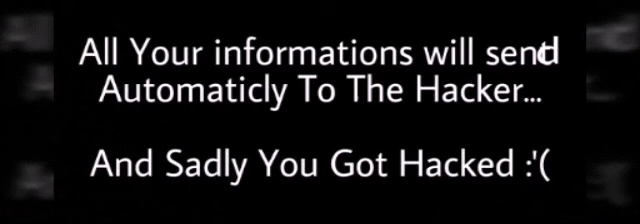 All Your informations will send
Automaticly To The Hacker...
And Sadly You Got Hacked :'(